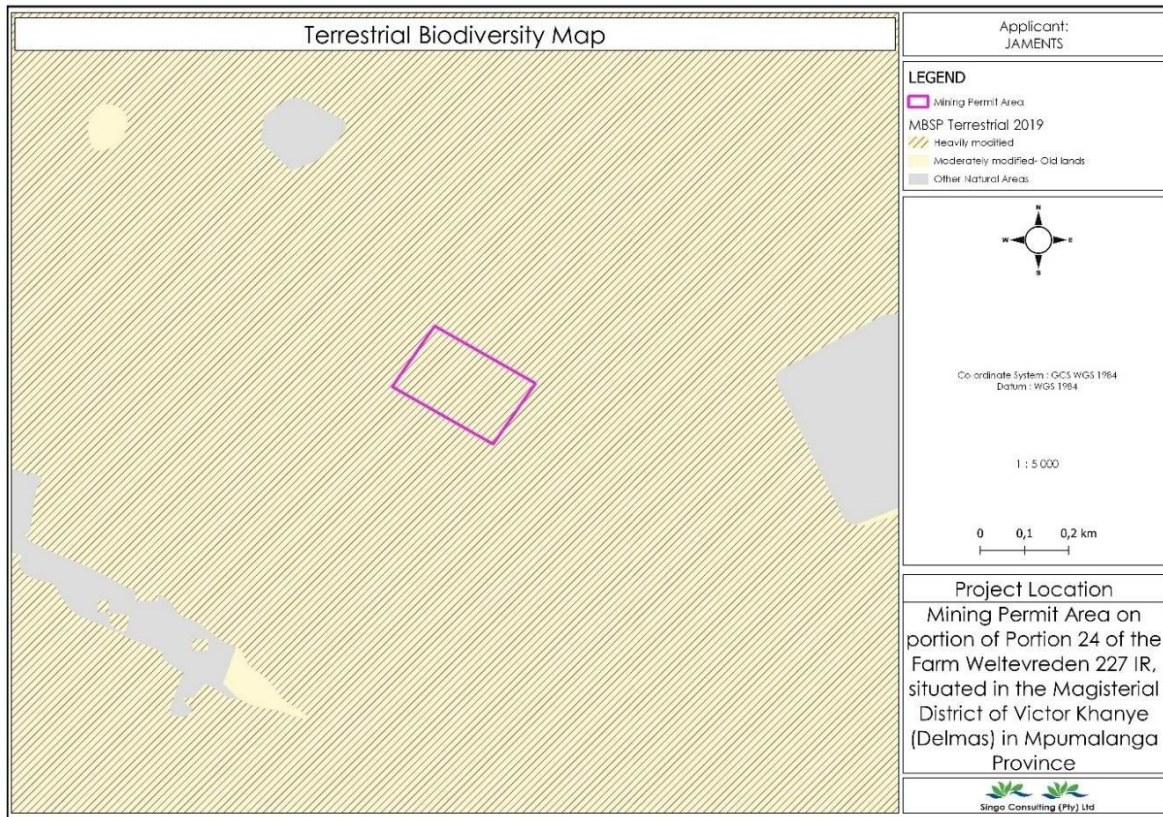 Terrestrial Biodiversity Map
Applicant:
JAMENTS
LEGEND
Mining Permit Area
MBSP Terrestrial 2019
Heavily modified
Moderately modified- Old lands
Other Natural Areas
N
W
E
S
Co-ordinate System : GCS WGS 1984
Datum : WGS 1984
1 : 5 000
0 0,1 0,2 km
Project Location
Mining Permit Area on
portion of Portion 24 of the
Farm Weltevreden 227 IR,
situated in the Magisterial
District of Victor Khanye
(Delmas) in Mpumalanga
Province
Singo Consulting (Pty) Ltd